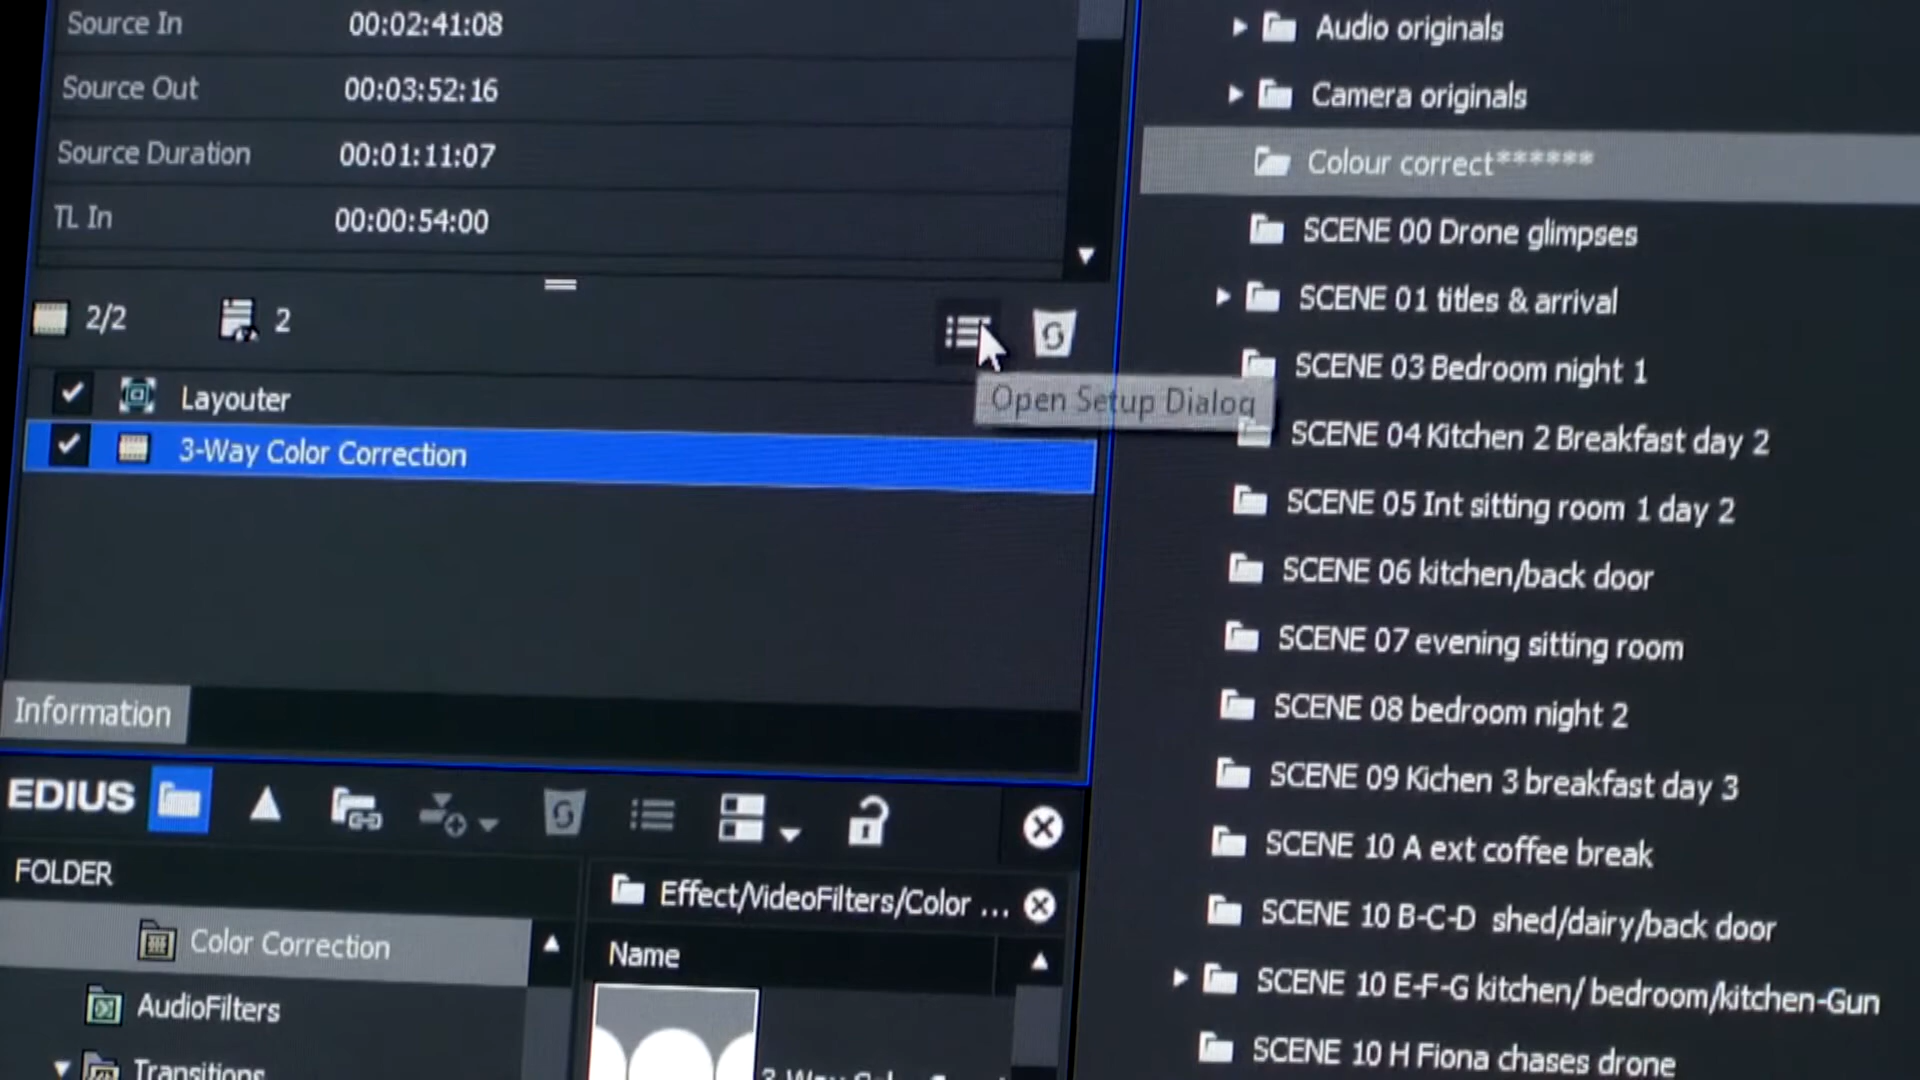 Source In 00:02:41:08
Source Out 00:03:52:16
Source Duration 00:01:11:07
TL In 00:00:54:00
2/2 2
Layouter
Open Setup Dialog
3-Way Color Correction
Information
EDIUS
FOLDER
Color Correction
AudioFilters
Transitions
Effect/VideoFilters/Color ...
Name
3-Way
Audio originals
Camera originals
Colour correct******
SCENE 00 Drone glimpses
SCENE 01 titles & arrival
SCENE 03 Bedroom night 1
SCENE 04 Kitchen 2 Breakfast day 2
SCENE 05 Int sitting room 1 day 2
SCENE 06 kitchen/back door
SCENE 07 evening sitting room
SCENE 08 bedroom night 2
SCENE 09 Kichen 3 breakfast day 3
SCENE 10 A ext coffee break
SCENE 10 B-C-D shed/dairy/back door
SCENE 10 E-F-G kitchen/ bedroom/kitchen-Gun
SCENE 10 H Fiona chases drone